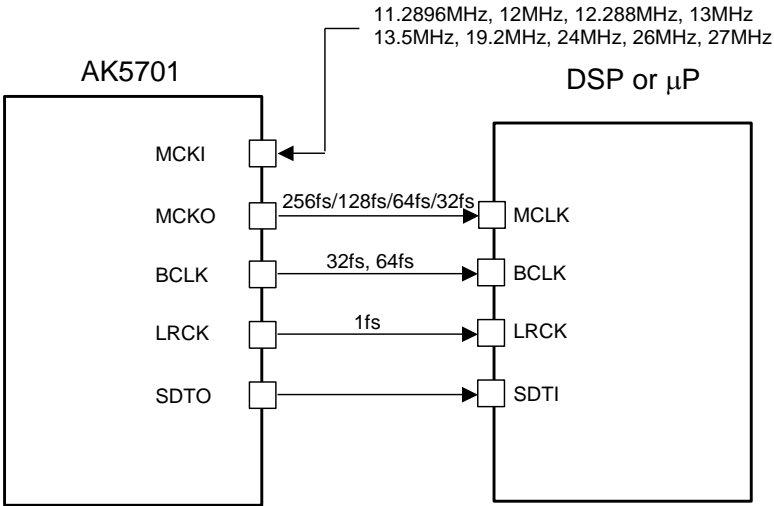 11.2896MHz, 12MHz, 12.288MHz, 13MHz
13.5MHz, 19.2MHz, 24MHz, 26MHz, 27MHz
AK5701
DSP or μP
MCKI
MCKO
256fs/128fs/64fs/32fs
MCLK
BCLK
32fs, 64fs
BCLK
LRCK
1fs
LRCK
SDTO
SDTI